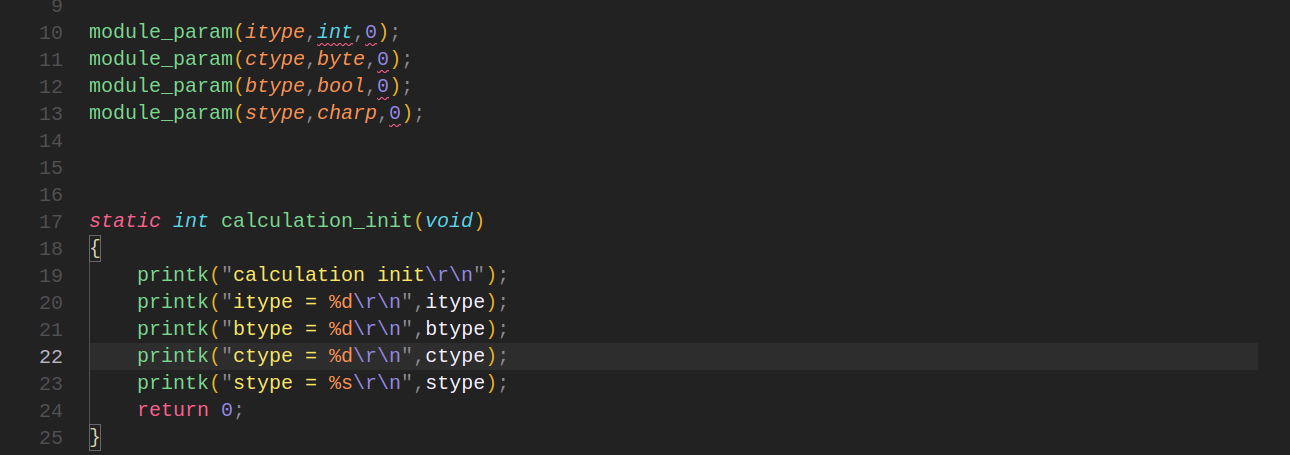 9
10 module_param(itype,int,0);
11 module_param(ctype,byte,0);
12 module_param(btype,bool,0);
13 module_param(stype,charp,0);
14
15
16
17 static int calculation_init(void)
18 {
19     printk("calculation init\r\n");
20     printk("itype = %d\r\n",itype);
21     printk("btype = %d\r\n",btype);
22     printk("ctype = %d\r\n",ctype);
23     printk("stype = %s\r\n",stype);
24     return 0;
25 }